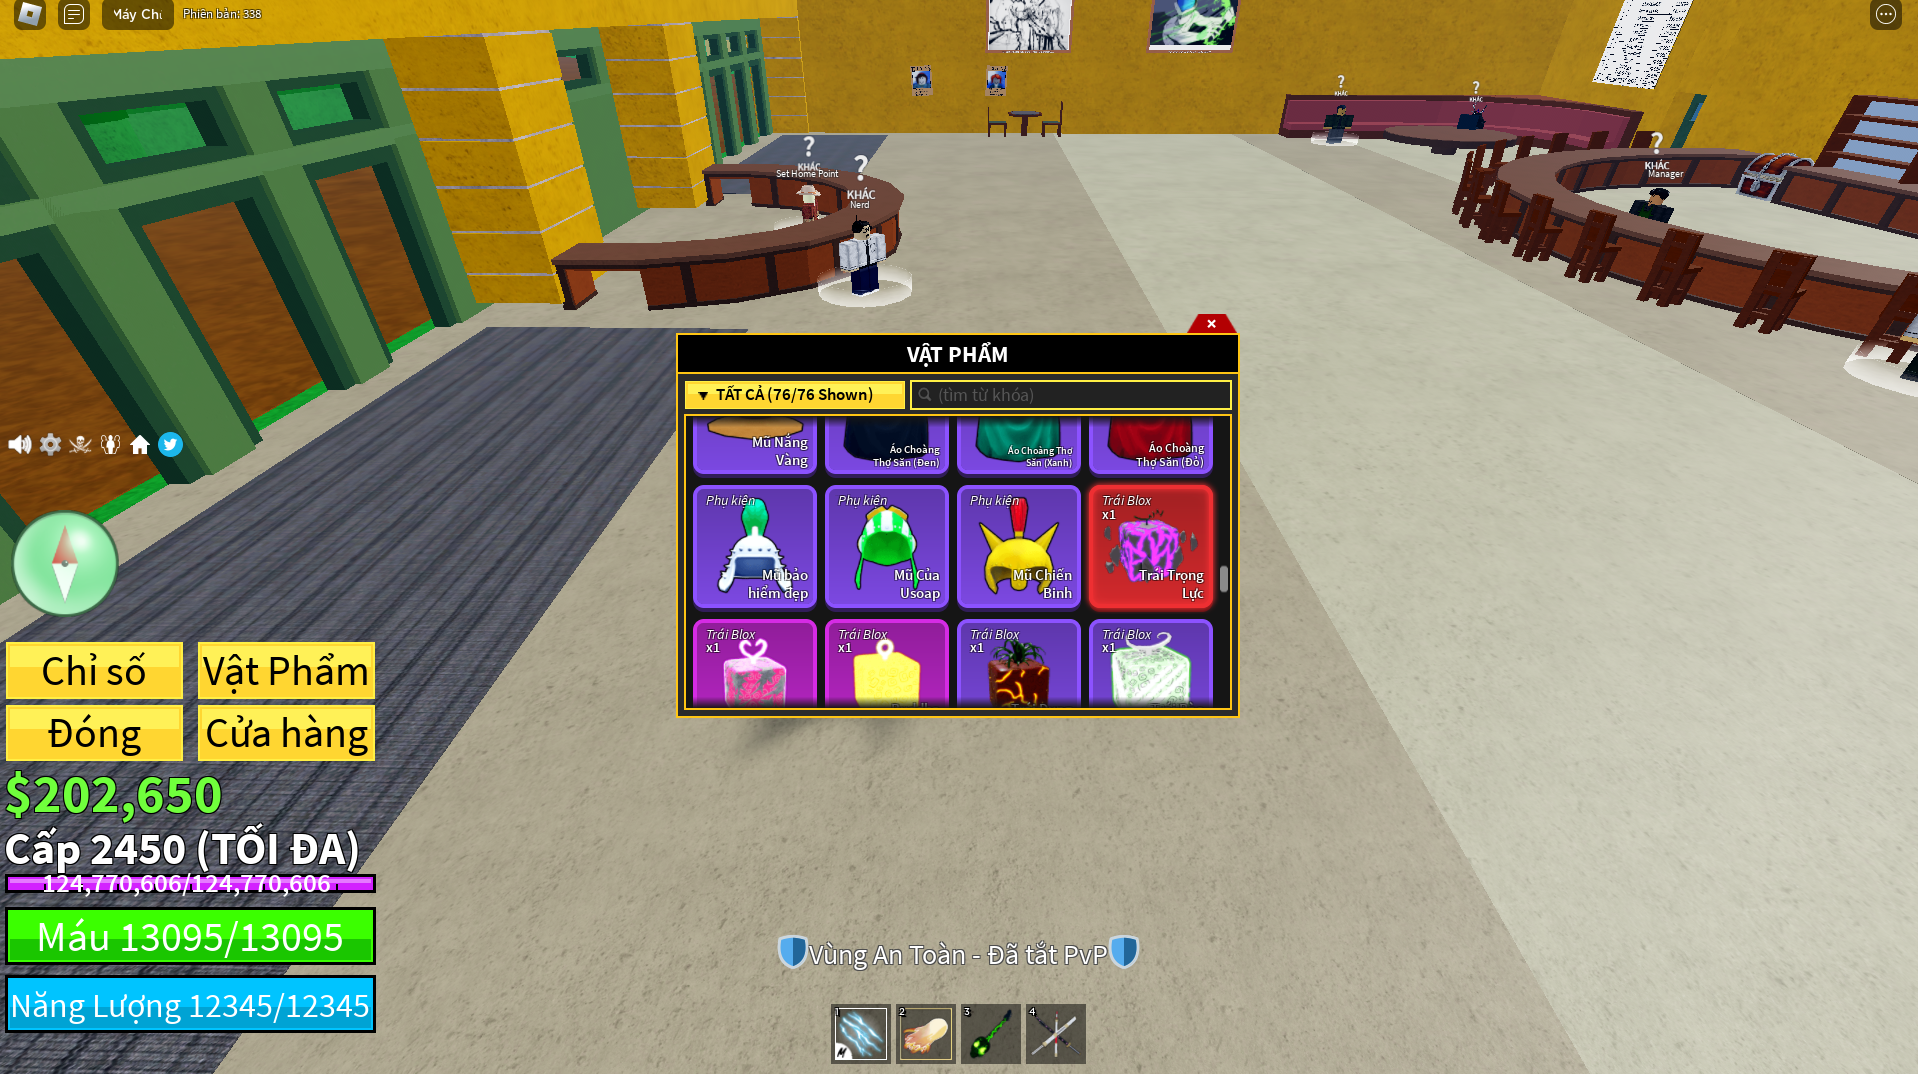 Máy Chủ
Phiên bản: 338
?
KHÁC
?
KHÁC
?
KHÁC
Set Home Point
?
KHÁC
Nerd
?
KHÁC
Manager
×
VẬT PHẨM
▼ TẤT CẢ (76/76 Shown)
(tìm từ khóa)
Mũ Nắng
Vàng
Áo Choàng
Thợ Săn (Đen)
Áo Choàng Thợ
Săn (Xanh)
Áo Choàng
Thợ Săn (Đỏ)
Phụ kiện
Mũ bảo
hiểm đẹp
Phụ kiện
Mũ Của
Usoap
Phụ kiện
Mũ Chiến
Binh
Trái Blox
x1
Trái Trọng
Lực
Trái Blox
x1
Trái Blox
x1
Trái Blox
x1
Trái Blox
x1
Chỉ số
Vật Phẩm
Đóng
Cửa hàng
$202,650
Cấp 2450 (TỐI ĐA)
124,770,606/124,770,606
Máu 13095/13095
Năng Lượng 12345/12345
Vùng An Toàn - Đã tắt PvP
1
M
2
3
4